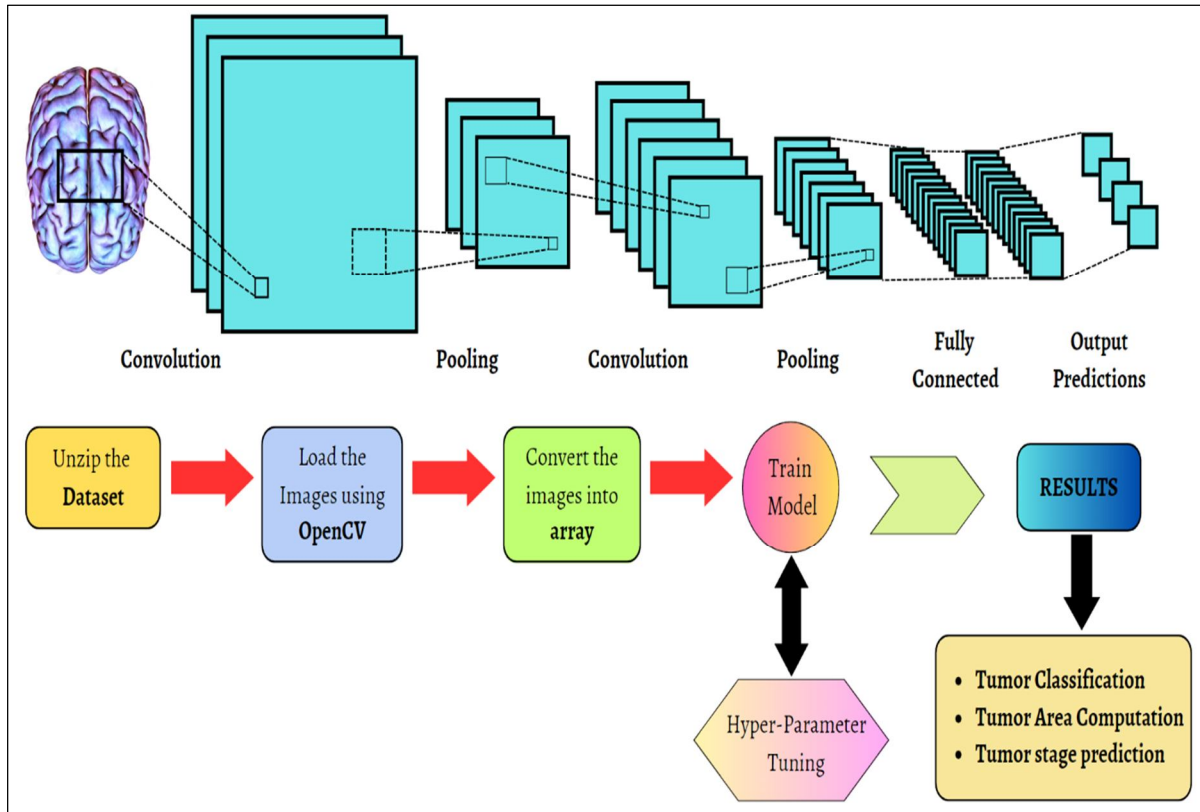 Convolution
Pooling
Convolution
Pooling
Fully
Connected
Output
Predictions
Unzip the
Dataset
Load the
Images using
OpenCV
Convert the
images into
array
Train
Model
RESULTS
Hyper-Parameter
Tuning
• Tumor Classification
• Tumor Area Computation
• Tumor stage prediction